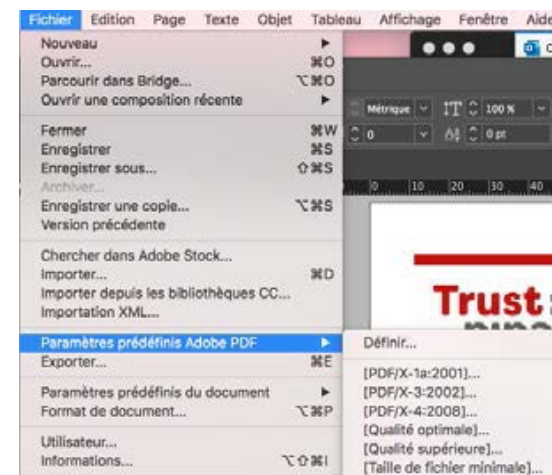 Fichier Edition Page Texte Objet Tableau Affichage Fenêtre Aide
Nouveau
Ouvrir... ⌘O
Parcourir dans Bridge... ⌥⌘O
Ouvrir une composition récente
Métrique 100 %
Fermer ⌘W
0 0 pt
Enregistrer ⌘S
Enregistrer sous... ⇧⌘S
Archiver...
Enregistrer une copie... ⌥⌘S
0 10 20 30 40
Version précédente
Chercher dans Adobe Stock...
Importer... ⌘D
Importer depuis les bibliothèques CC...
Importation XML...
Trust
Paramètres prédéfinis Adobe PDF
Définir...
Exporter... ⌘E
[PDF/X-1a:2001]...
Paramètres prédéfinis du document
[PDF/X-3:2002]...
Format de document... ⌥⌘P
[PDF/X-4:2008]...
[Qualité optimale]...
Utilisateur...
[Qualité supérieure]...
Informations... ⌥⇧⌘I
[Taille de fichier minimale]...